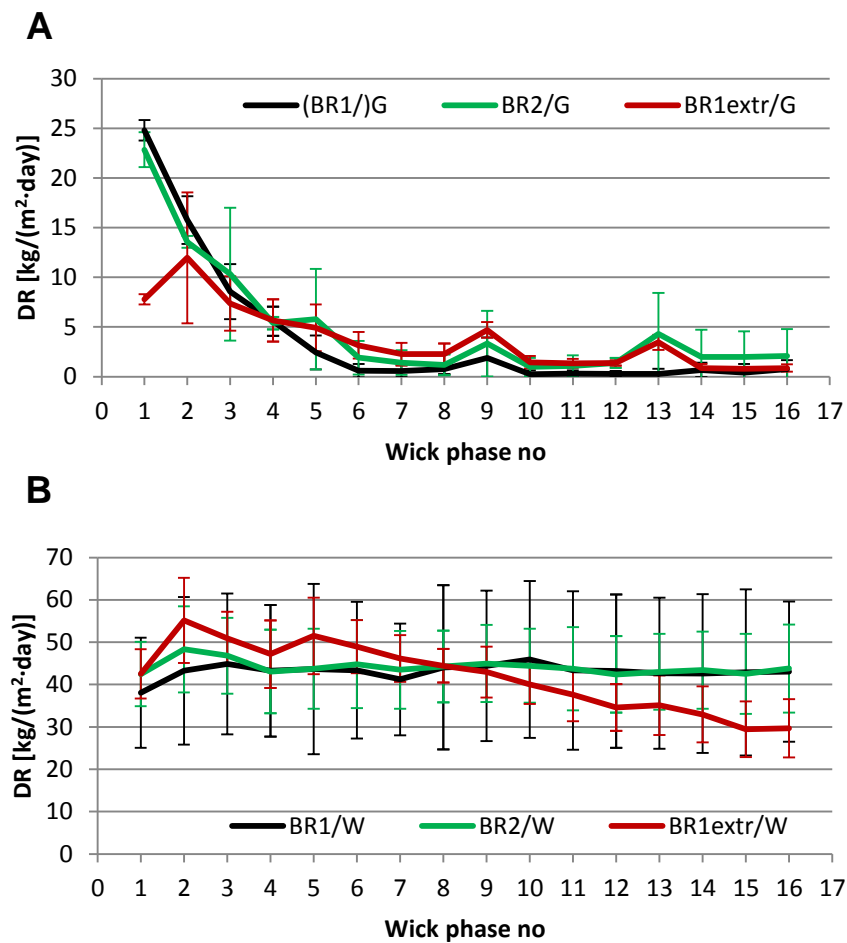 A
30
25
20
15
10
5
0
DR [kg/(m²·day)]
(BR1/)G BR2/G BR1extr/G
0 1 2 3 4 5 6 7 8 9 10 11 12 13 14 15 16 17
Wick phase no
B
70
60
50
40
30
20
10
0
DR [kg/(m²·day)]
BR1/W BR2/W BR1extr/W
0 1 2 3 4 5 6 7 8 9 10 11 12 13 14 15 16 17
Wick phase no